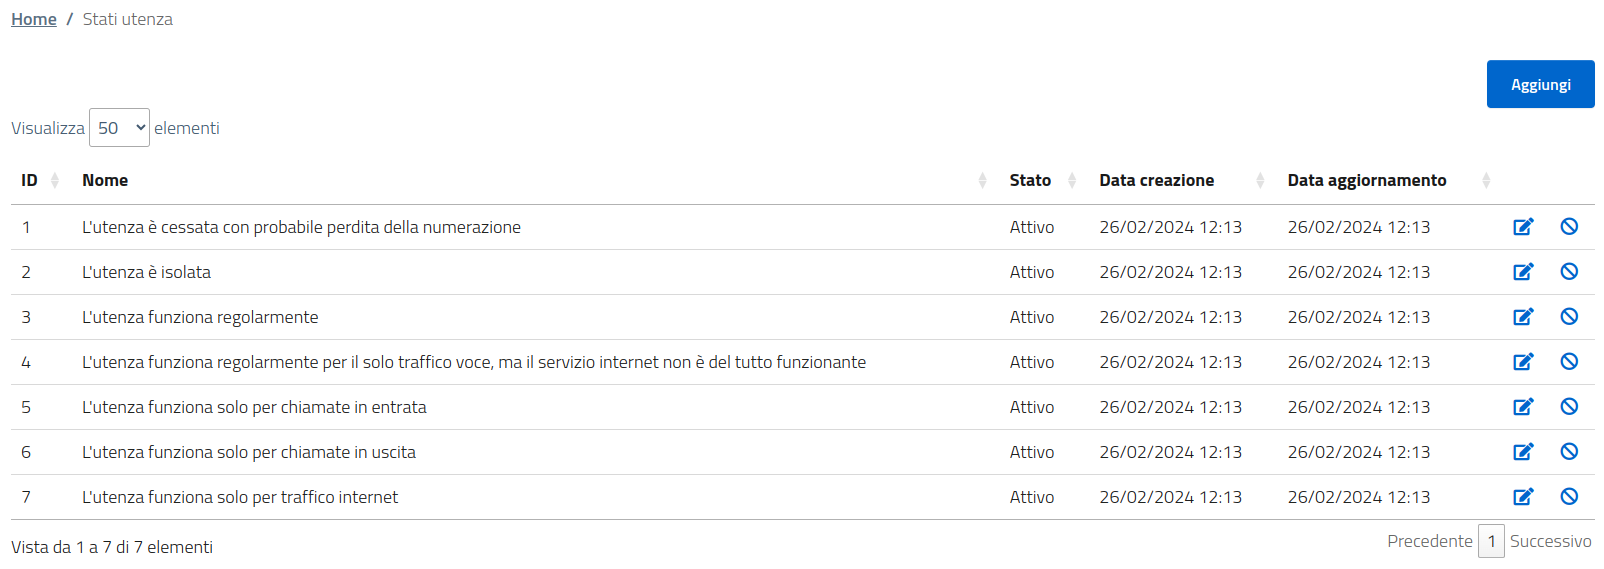 Home / Stati utenza
Aggiungi
Visualizza 50 elementi
ID Nome Stato Data creazione Data aggiornamento
1 L'utenza è cessata con probabile perdita della numerazione Attivo 26/02/2024 12:13 26/02/2024 12:13
2 L'utenza è isolata Attivo 26/02/2024 12:13 26/02/2024 12:13
3 L'utenza funziona regolarmente Attivo 26/02/2024 12:13 26/02/2024 12:13
4 L'utenza funziona regolarmente per il solo traffico voce, ma il servizio internet non è del tutto funzionante Attivo 26/02/2024 12:13 26/02/2024 12:13
5 L'utenza funziona solo per chiamate in entrata Attivo 26/02/2024 12:13 26/02/2024 12:13
6 L'utenza funziona solo per chiamate in uscita Attivo 26/02/2024 12:13 26/02/2024 12:13
7 L'utenza funziona solo per traffico internet Attivo 26/02/2024 12:13 26/02/2024 12:13
Vista da 1 a 7 di 7 elementi
Precedente 1 Successivo